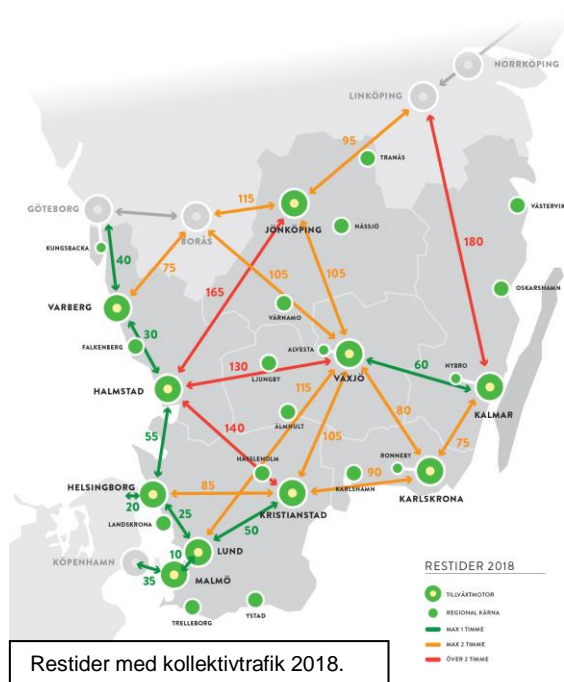 NORRKÖPING
LINKÖPING
95
TRANÅS
GÖTEBORG
115
VÄSTERVIK
JÖNKÖPING
NÄSSJÖ
BORÅS
KUNGSBACKA
180
40
75
105
105
OSKARSHAMN
165
VARBERG
VÄRNAMO
30
FALKENBERG
ALVESTA
60
130
VÄXJÖ
NYBRO
HALMSTAD
LJUNGBY
115
KALMAR
80
ÄLMHULT
140
75
55
105
HÄSSLEHOLM
RONNEBY
90
HELSINGBORG
85
KARLSHAMN
KARLSKRONA
20
25
KRISTIANSTAD
LANDSKRONA
50
10
LUND
KÖPENHAMN
35
MALMÖ
TRELLEBORG
YSTAD
RESTIDER 2018
TILLVÄXTMOTOR
REGIONAL KÄRNA
MAX 1 TIMME
MAX 2 TIMME
ÖVER 2 TIMME
Restider med kollektivtrafik 2018.